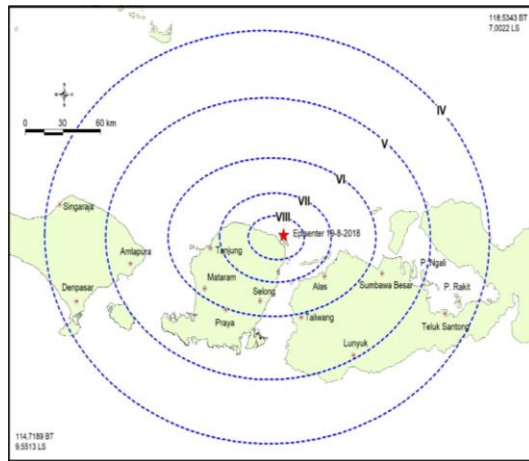 118,5343 BT
7,0022 LS
IV
0 30 60 km
V
VI
VII
Singaraja
VIII
Episenter 19-8-2018
Tanjung
Amlapura
P. Ngali
Mataram
Alas
Sumbawa Besar
P. Rakit
Denpasar
Selong
Praya
Taliwang
Teluk Santong
Lunyuk
114,7189 BT
9,5513 LS